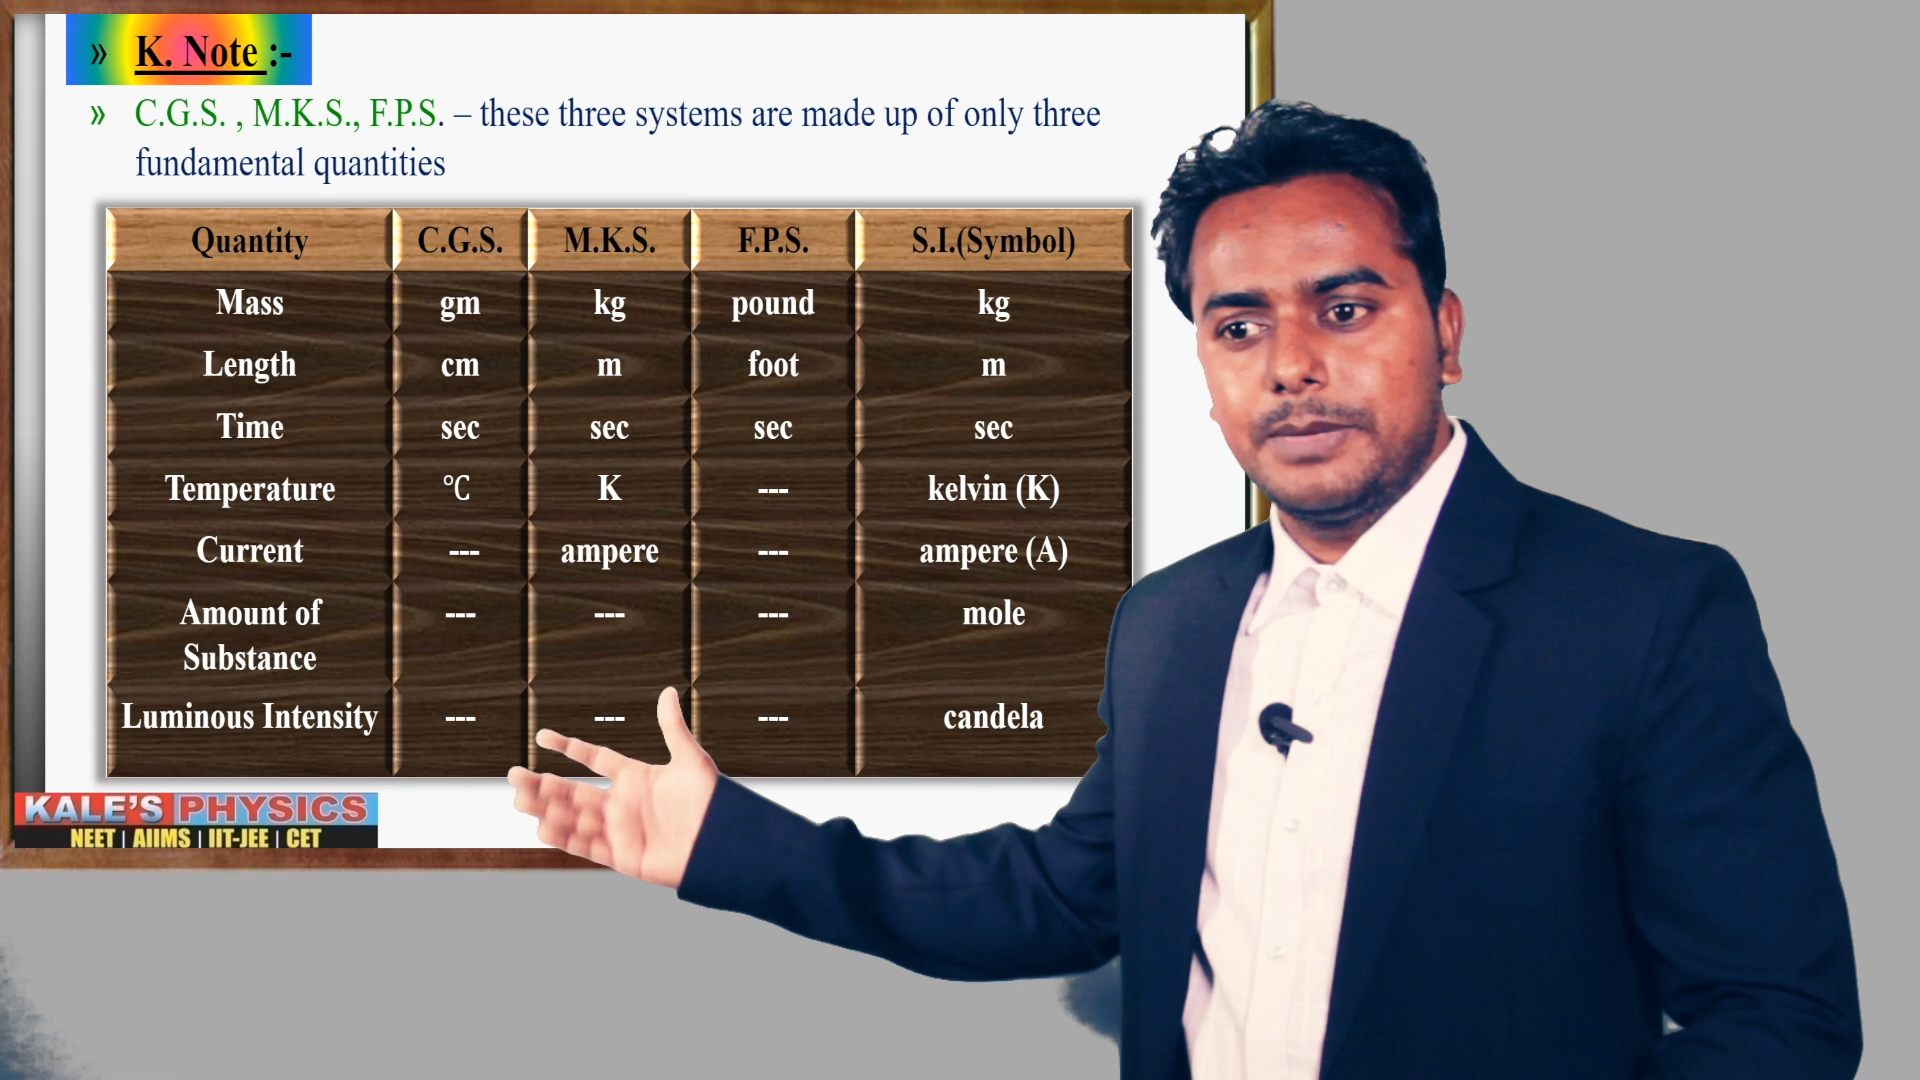 » K. Note :-
» C.G.S. , M.K.S., F.P.S. – these three systems are made up of only three
fundamental quantities
Quantity C.G.S. M.K.S. F.P.S. S.I.(Symbol)
Mass gm kg pound kg
Length cm m foot m
Time sec sec sec sec
Temperature °C K --- kelvin (K)
Current --- ampere --- ampere (A)
Amount of --- --- --- mole
Substance
Luminous Intensity --- --- --- candela
KALE'S PHYSICS
NEET | AIIMS | IIT-JEE | CET